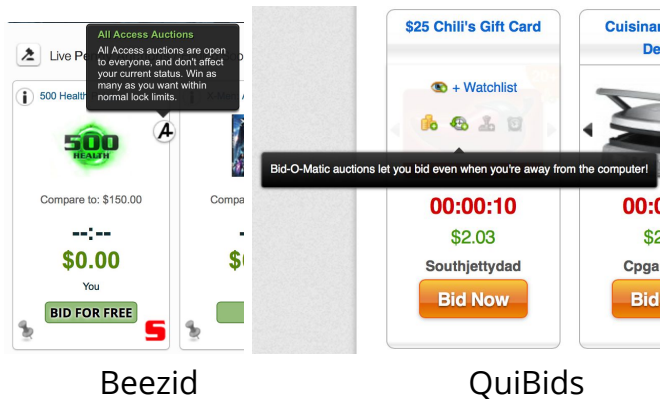 All Access Auctions
All Access auctions are open
to everyone, and don't affect
your current status. Win as
many as you want within
normal lock limits.
Live
500 Health
500
HEALTH
A
Compare to: $150.00
--:--
$0.00
You
BID FOR FREE
S
$25 Chili's Gift Card
+ Watchlist
Bid-O-Matic auctions let you bid even when you're away from the computer!
00:00:10
$2.03
Southjettydad
Bid Now
Bid
Beezid
QuiBids